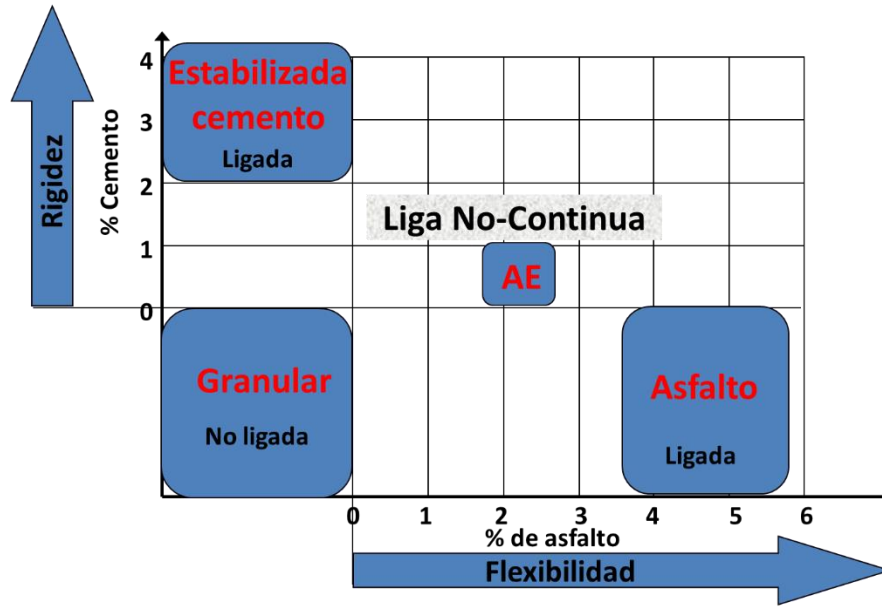 Rigidez
% Cemento
4
3
2
1
0
Estabilizada
cemento
Ligada
Liga No-Continua
AE
Granular
No ligada
Asfalto
Ligada
0 1 2 3 4 5 6
% de asfalto
Flexibilidad